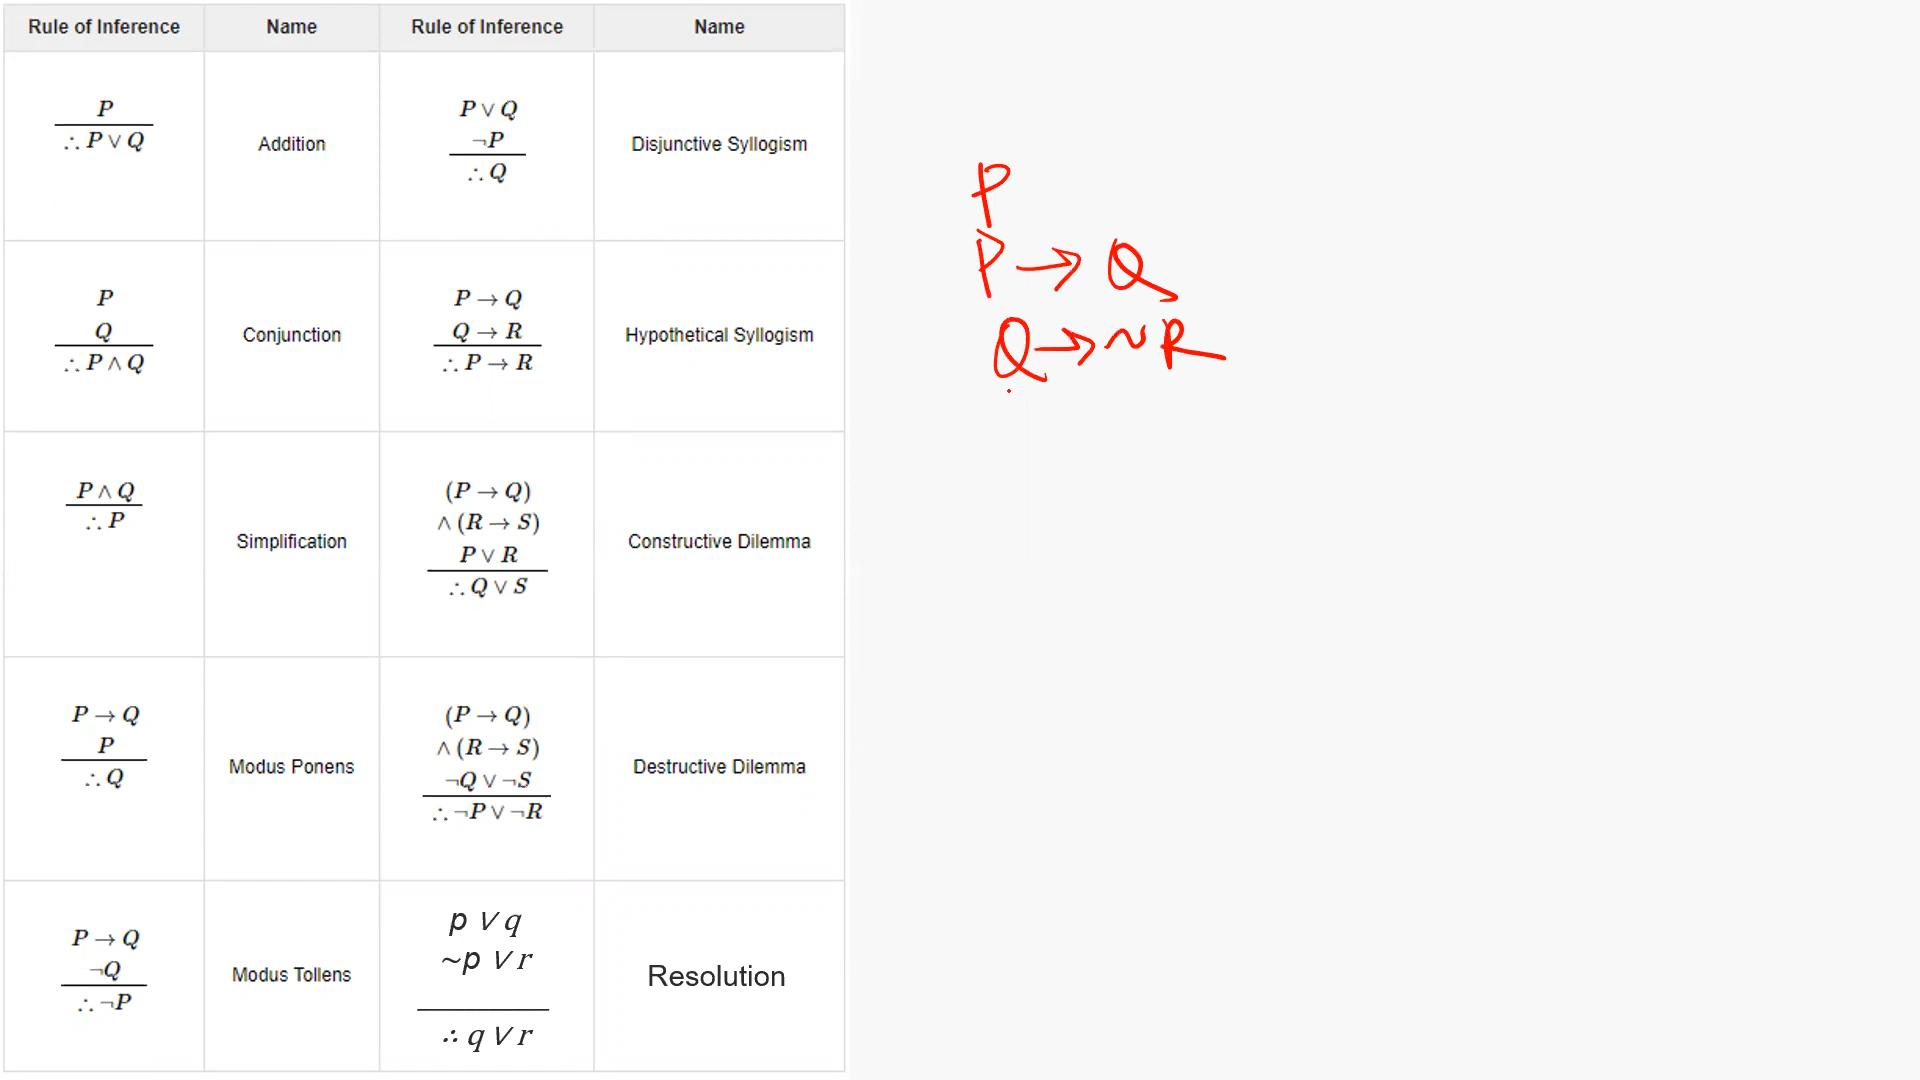 Rule of Inference Name Rule of Inference Name
P
∴ P ∨ Q
Addition
P ∨ Q
¬P
∴ Q
Disjunctive Syllogism
P
Q
∴ P ∧ Q
Conjunction
P → Q
Q → R
∴ P → R
Hypothetical Syllogism
P ∧ Q
∴ P
Simplification
(P → Q)
∧ (R → S)
P ∨ R
∴ Q ∨ S
Constructive Dilemma
P → Q
P
∴ Q
Modus Ponens
(P → Q)
∧ (R → S)
¬Q ∨ ¬S
∴ ¬P ∨ ¬R
Destructive Dilemma
P → Q
¬Q
∴ ¬P
Modus Tollens
p ∨ q
~p ∨ r
∴ q ∨ r
Resolution
P
P → Q
Q → ~R